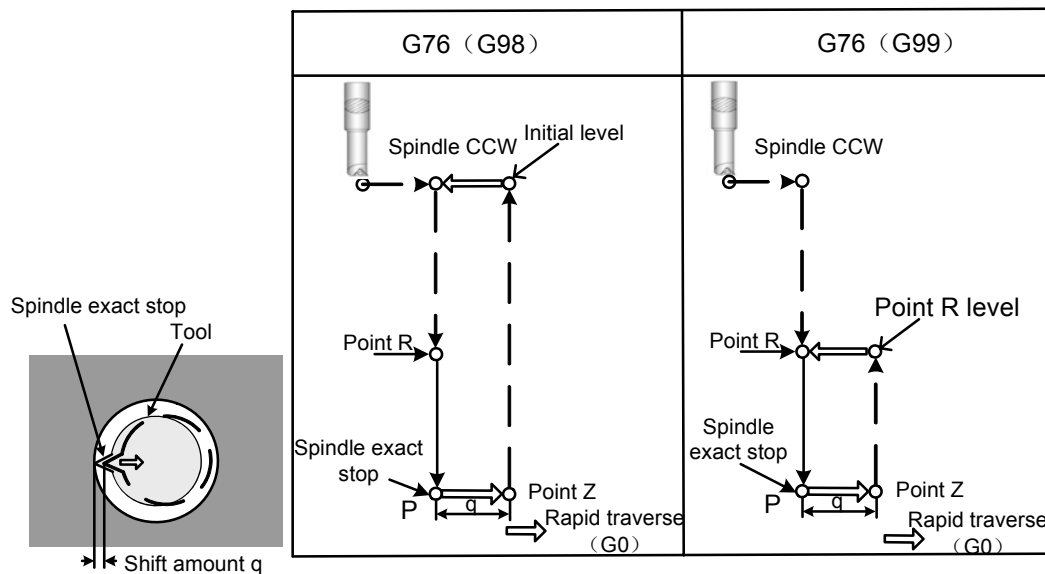 G76（G98）
G76（G99）
Spindle CCW
Initial level
Point R
Spindle exact
stop
P
q
Point Z
Rapid traverse
（G0）
Spindle CCW
Point R level
Point R
Spindle
exact stop
P
q
Point Z
Rapid traverse
（G0）
Spindle exact
stop
Tool
Shift amount q